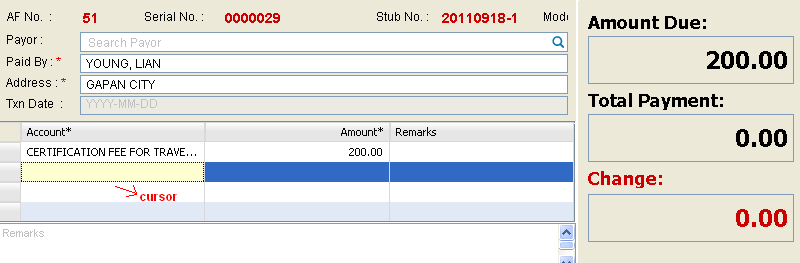 AF No. : 51 Serial No. : 0000029 Stub No. : 20110918-1 Mode
Payor : Search Payor
Paid By : * YOUNG, LIAN
Address : * GAPAN CITY
Txn Date : YYYY-MM-DD
Account* Amount* Remarks
CERTIFICATION FEE FOR TRAVE... 200.00
cursor
Remarks
Amount Due:
200.00
Total Payment:
0.00
Change:
0.00